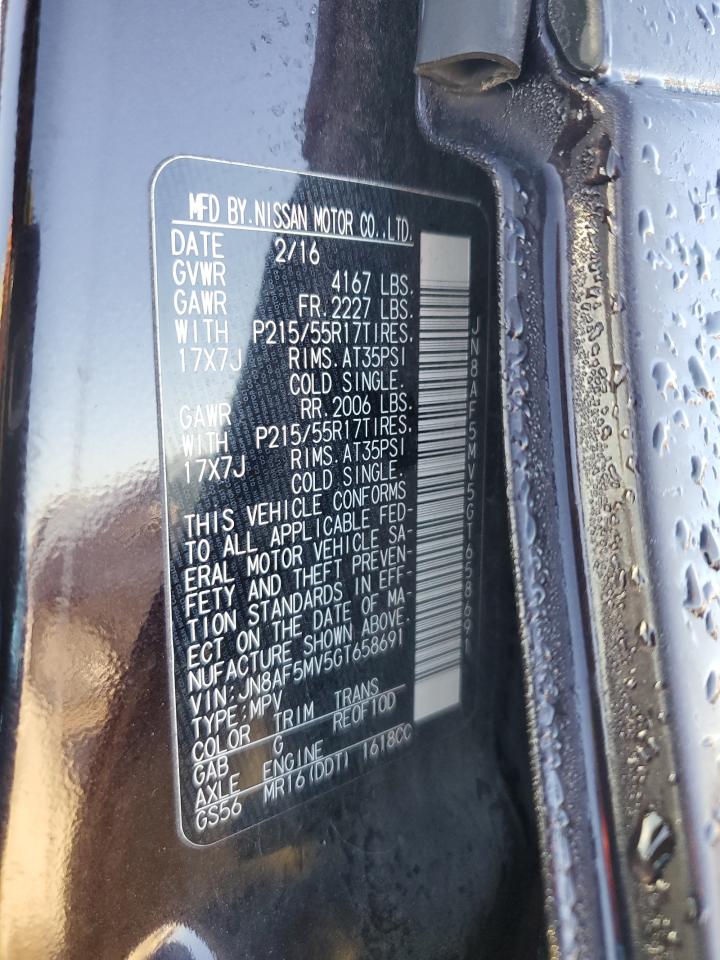 MFD BY.NISSAN MOTOR CO.,LTD.
DATE 2/16
GVWR 4167 LBS.
GAWR FR.2227 LBS.
WITH P215/55R17TIRES.
17X7J RIMS.AT35PSI
COLD SINGLE.
GAWR RR.2006 LBS.
WITH P215/55R17TIRES.
17X7J RIMS.AT35PSI
COLD SINGLE.
THIS VEHICLE CONFORMS
TO ALL APPLICABLE FED-
ERAL MOTOR VEHICLE SA-
FETY AND THEFT PREVEN-
TION STANDARDS IN EFF-
ECT ON THE DATE OF MA-
NUFACTURE SHOWN ABOVE.
VIN:JN8AF5MV5GT658691
TYPE:MPV
COLOR TRIM TRANS
GAB G RE0F10D
AXLE ENGINE
GS56 MR16(DDT) 1618CC
JN8AF5MV5GT658691